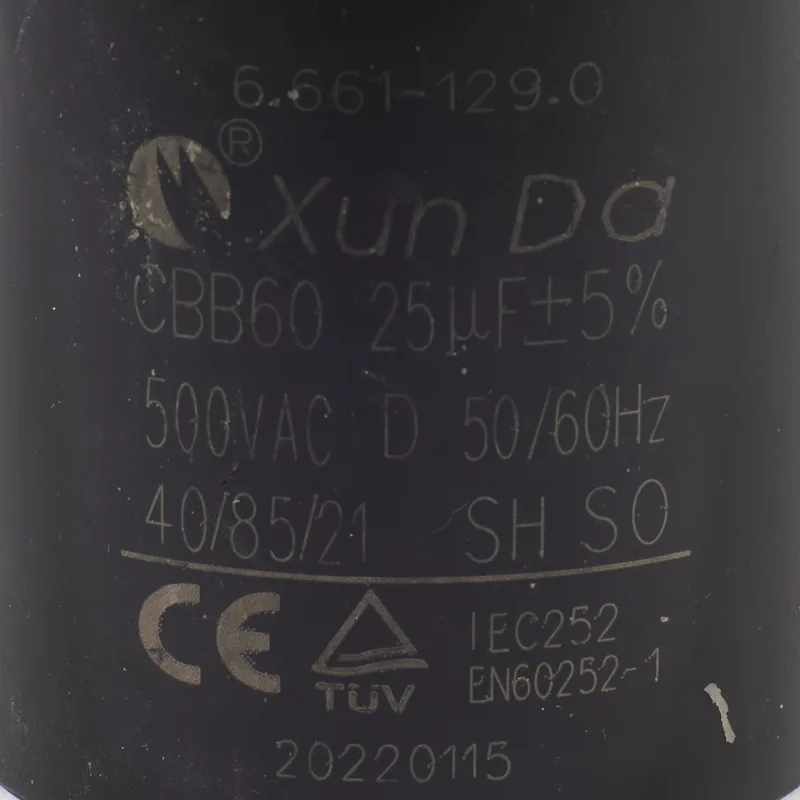 6.661-129.0
® Xun Da
CBB60 25μF±5%
500VAC D 50/60Hz
40/85/21 SH SO
CE TÜV IEC252
EN60252-1
20220115